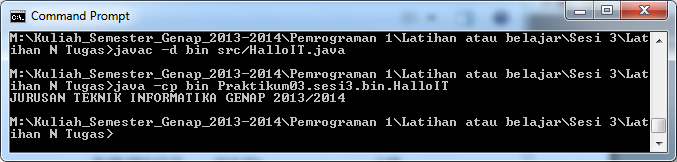 Command Prompt
M:\Kuliah_Semester_Genap_2013-2014\Pemrograman 1\Latihan atau belajar\Sesi 3\Lat
ihan N Tugas>javac -d bin src/HalloIT.java
M:\Kuliah_Semester_Genap_2013-2014\Pemrograman 1\Latihan atau belajar\Sesi 3\Lat
ihan N Tugas>java -cp bin Praktikum03.sesi3.bin.HalloIT
JURUSAN TEKNIK INFORMATIKA GENAP 2013/2014
M:\Kuliah_Semester_Genap_2013-2014\Pemrograman 1\Latihan atau belajar\Sesi 3\Lat
ihan N Tugas>